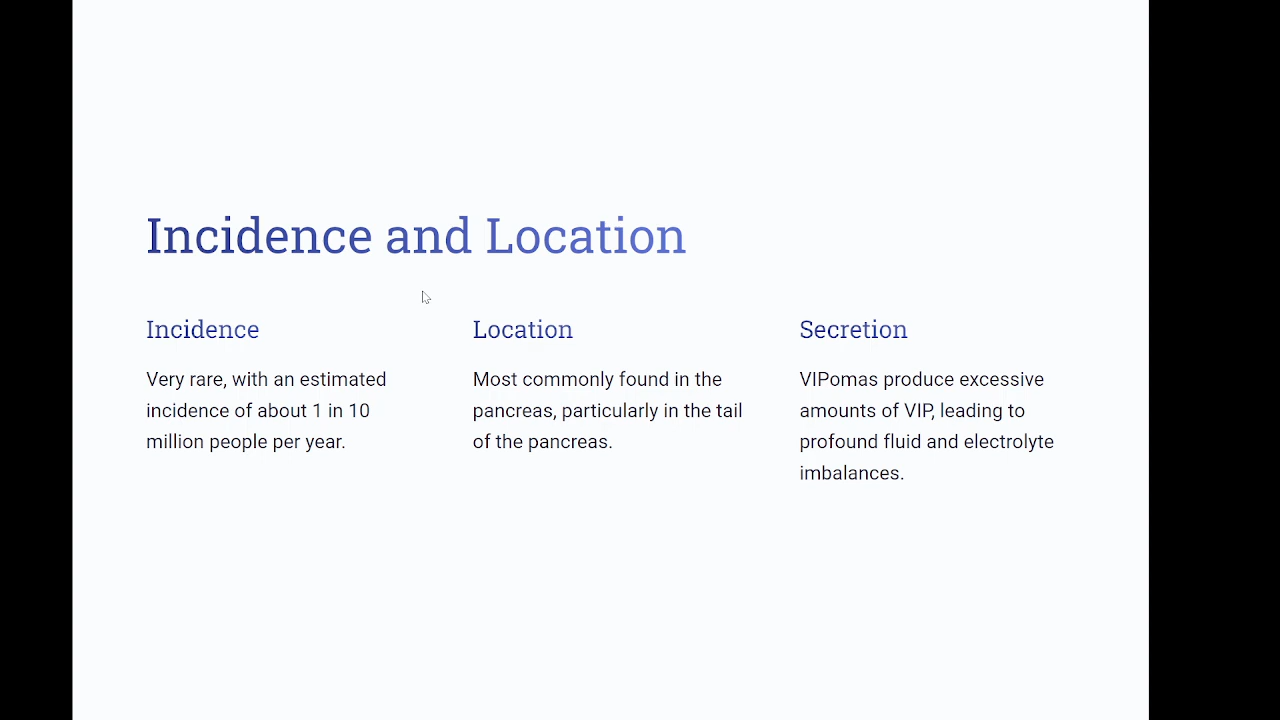 Incidence and Location
Incidence
Very rare, with an estimated
incidence of about 1 in 10
million people per year.
Location
Most commonly found in the
pancreas, particularly in the tail
of the pancreas.
Secretion
VIPomas produce excessive
amounts of VIP, leading to
profound fluid and electrolyte
imbalances.